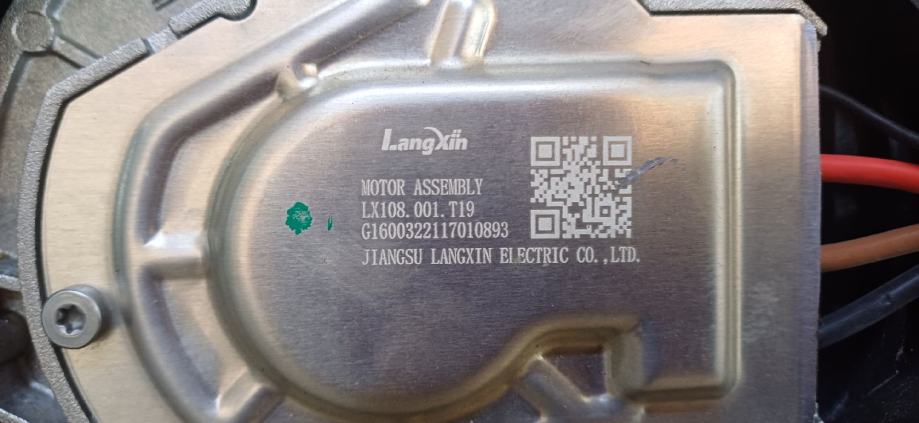 LangXin
MOTOR ASSEMBLY
LX108.001.T19
G1600322117010893
JIANGSU LANGXIN ELECTRIC CO.,LTD.